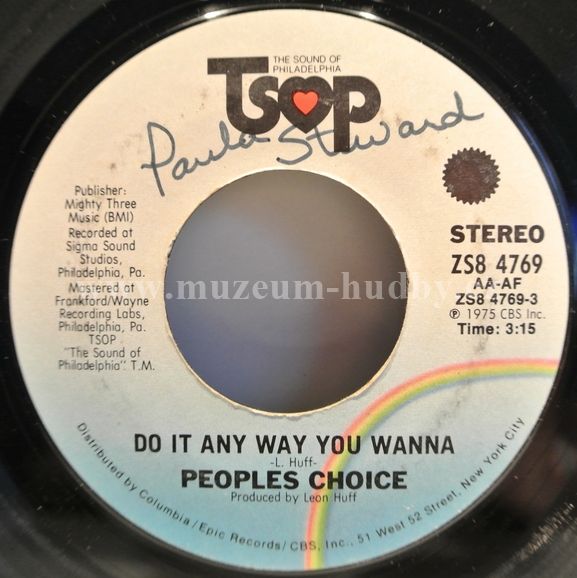 THE SOUND OF
PHILADELPHIA
TSOP
Paula Steward
Publisher:
Mighty Three
Music (BMI)
Recorded at
Sigma Sound
Studios,
Philadelphia, Pa.
Mastered at
Frankford/Wayne
Recording Labs,
Philadelphia, Pa.
TSOP
"The Sound of
Philadelphia". T.M.
STEREO
ZS8 4769
AA-AF
ZS8 4769-3
Ⓟ 1975 CBS Inc.
Time: 3:15
www.muzeum-hudby.
DO IT ANY WAY YOU WANNA
-L. Huff-
PEOPLES CHOICE
Produced by Leon Huff
Distributed by Columbia/Epic Records/CBS, Inc., 51 West 52 Street, New York City